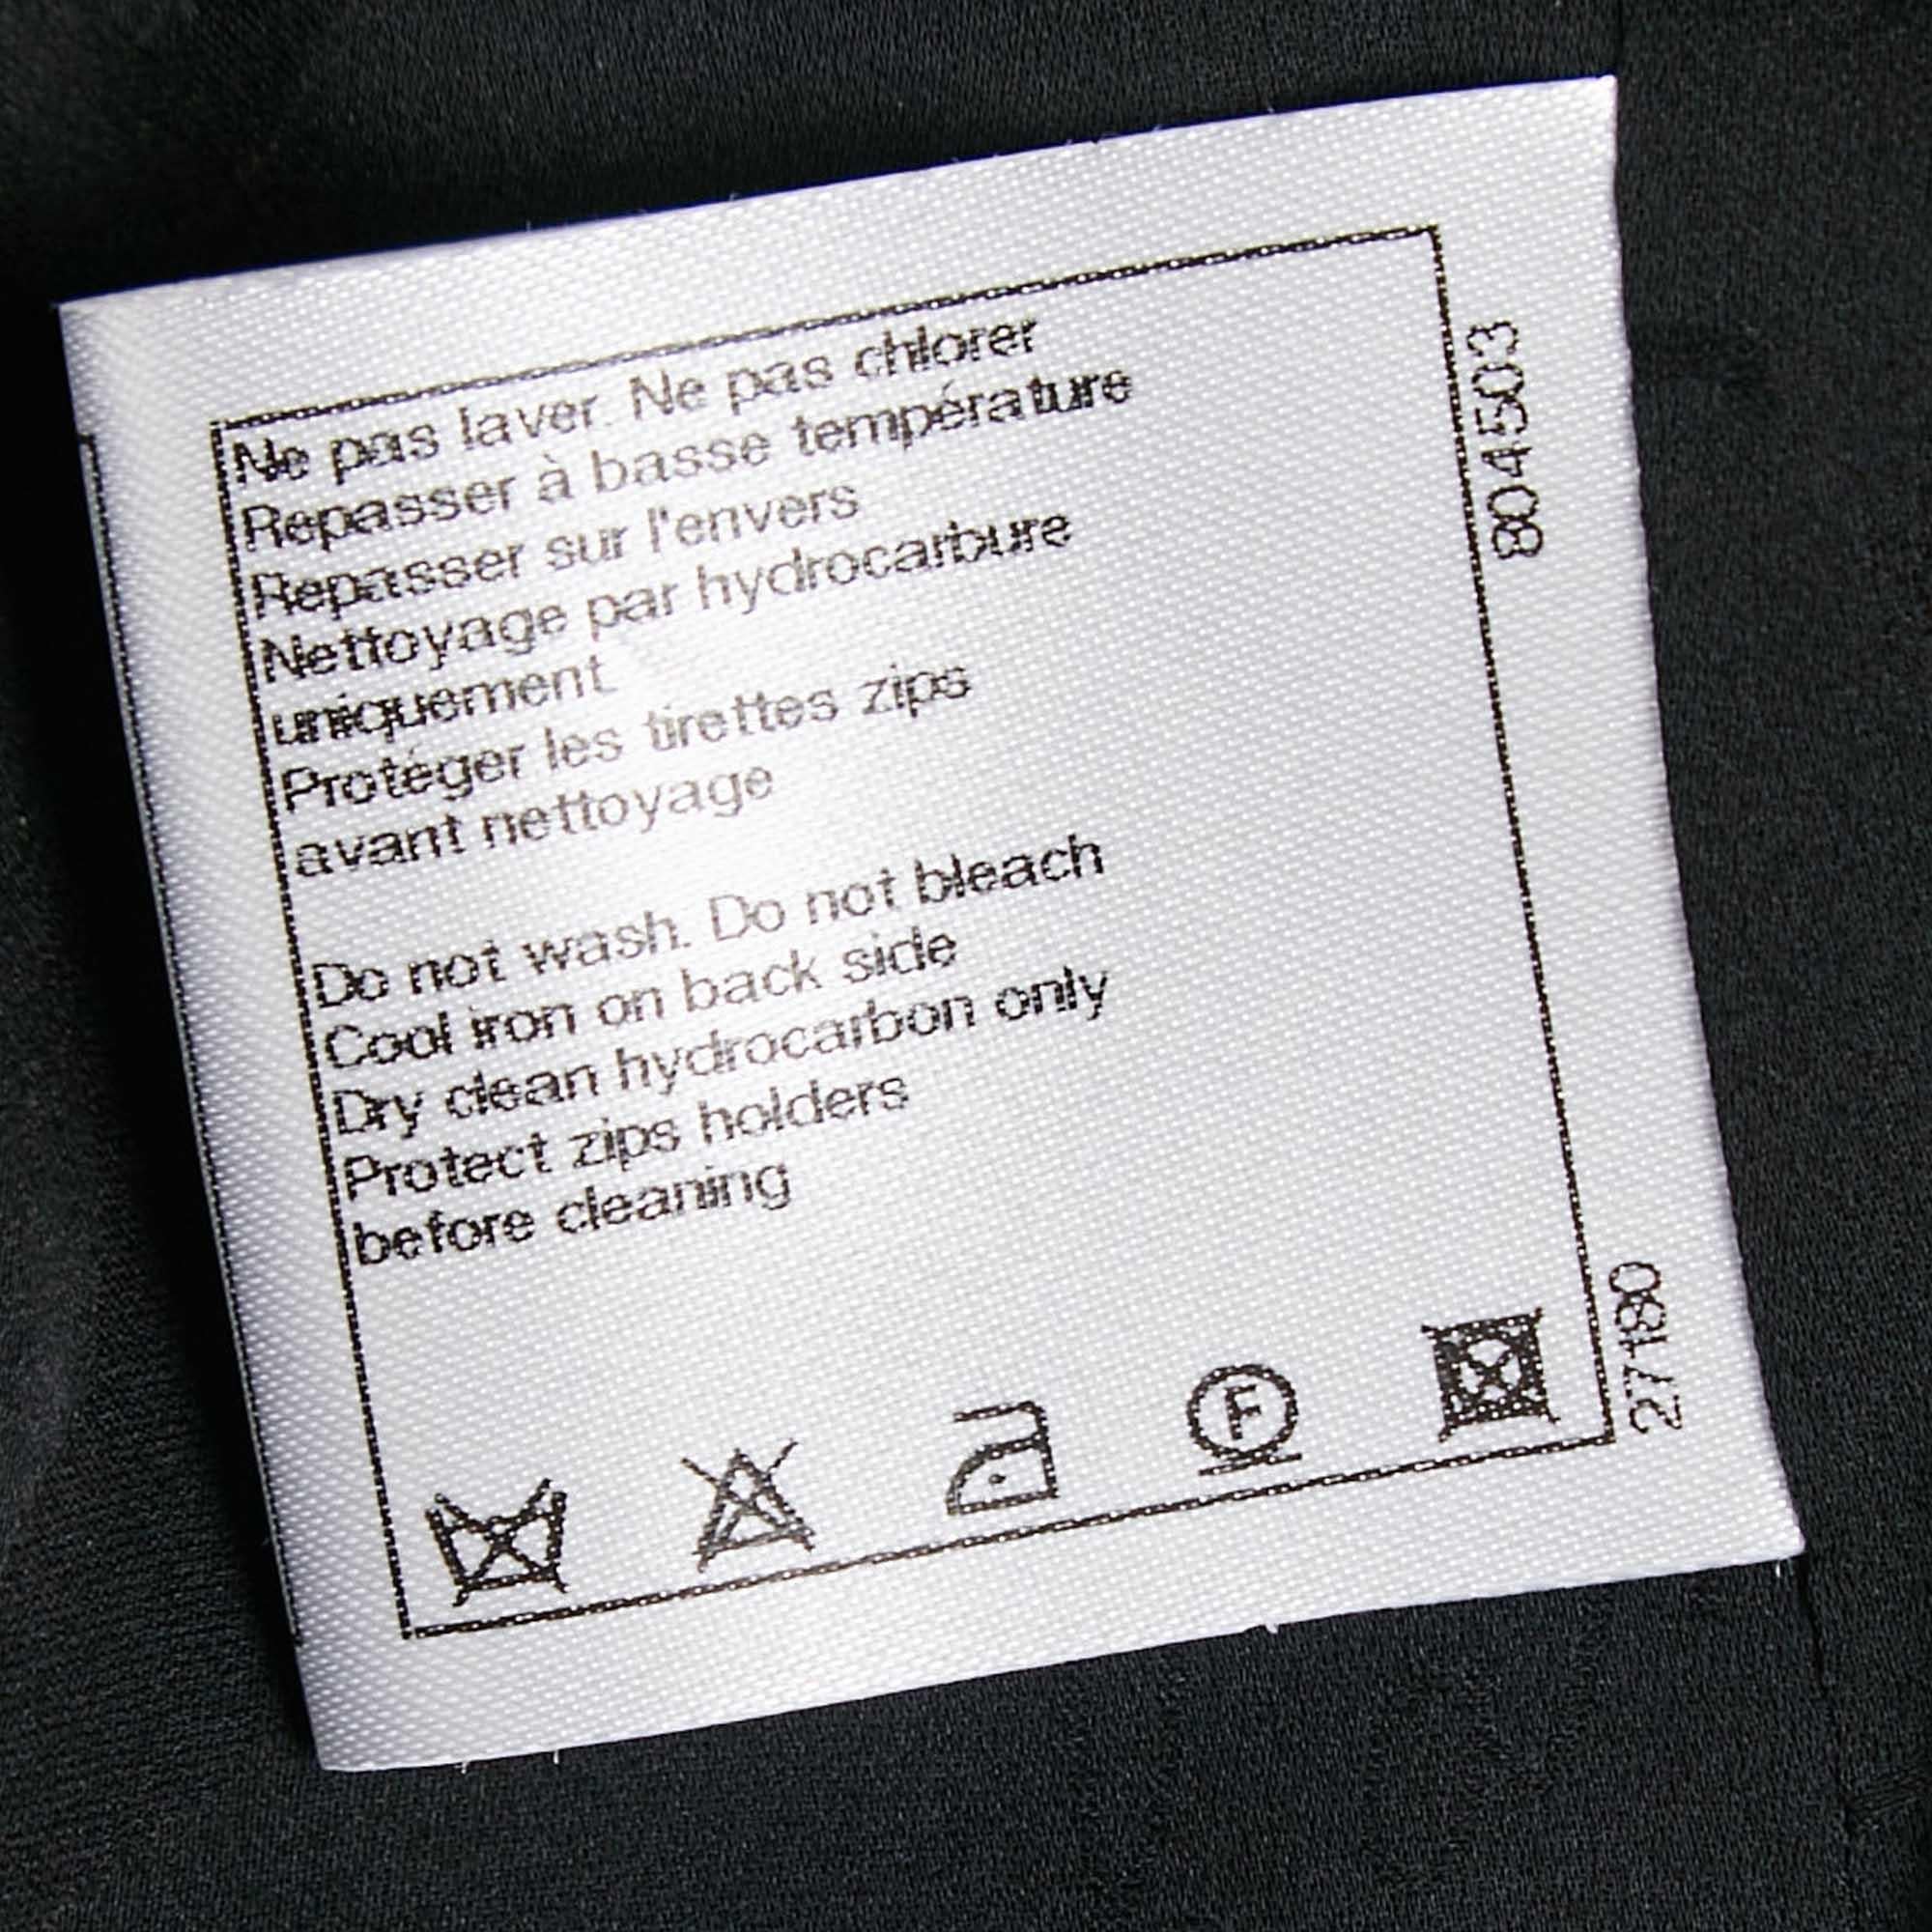 Ne pas laver. Ne pas chlorer
Repasser à basse température
Repasser sur l'envers
Nettoyage par hydrocarbure
uniquement
Protéger les tirettes zips
avant nettoyage
Do not wash. Do not bleach
Cool iron on back side
Dry clean hydrocarbon only
Protect zips holders
before cleaning
F
804503
27180